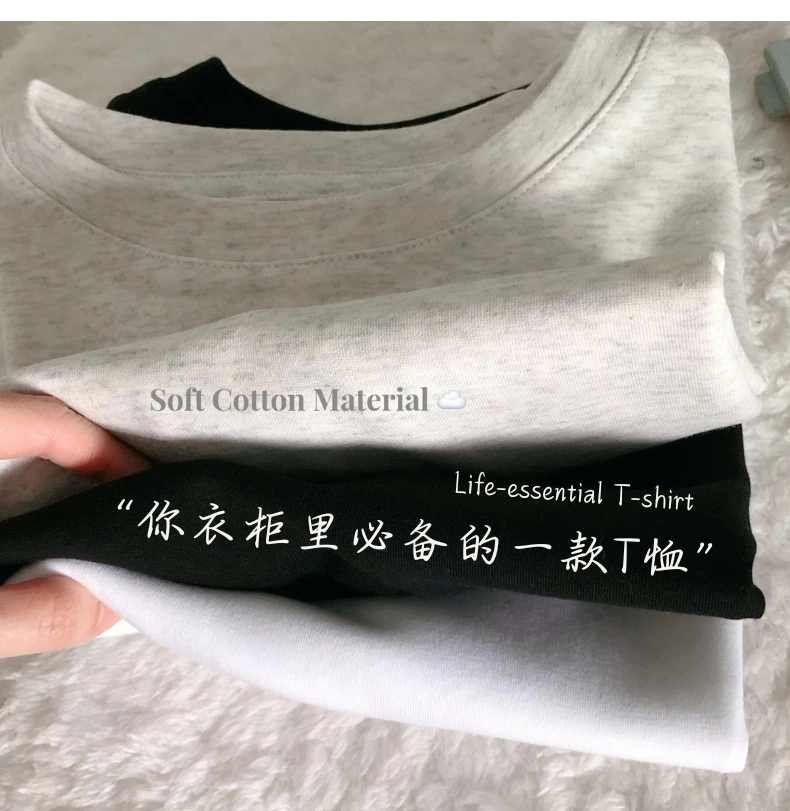 Soft Cotton Material ☁️
Life-essential T-shirt
“你衣柜里必备的一款T恤”